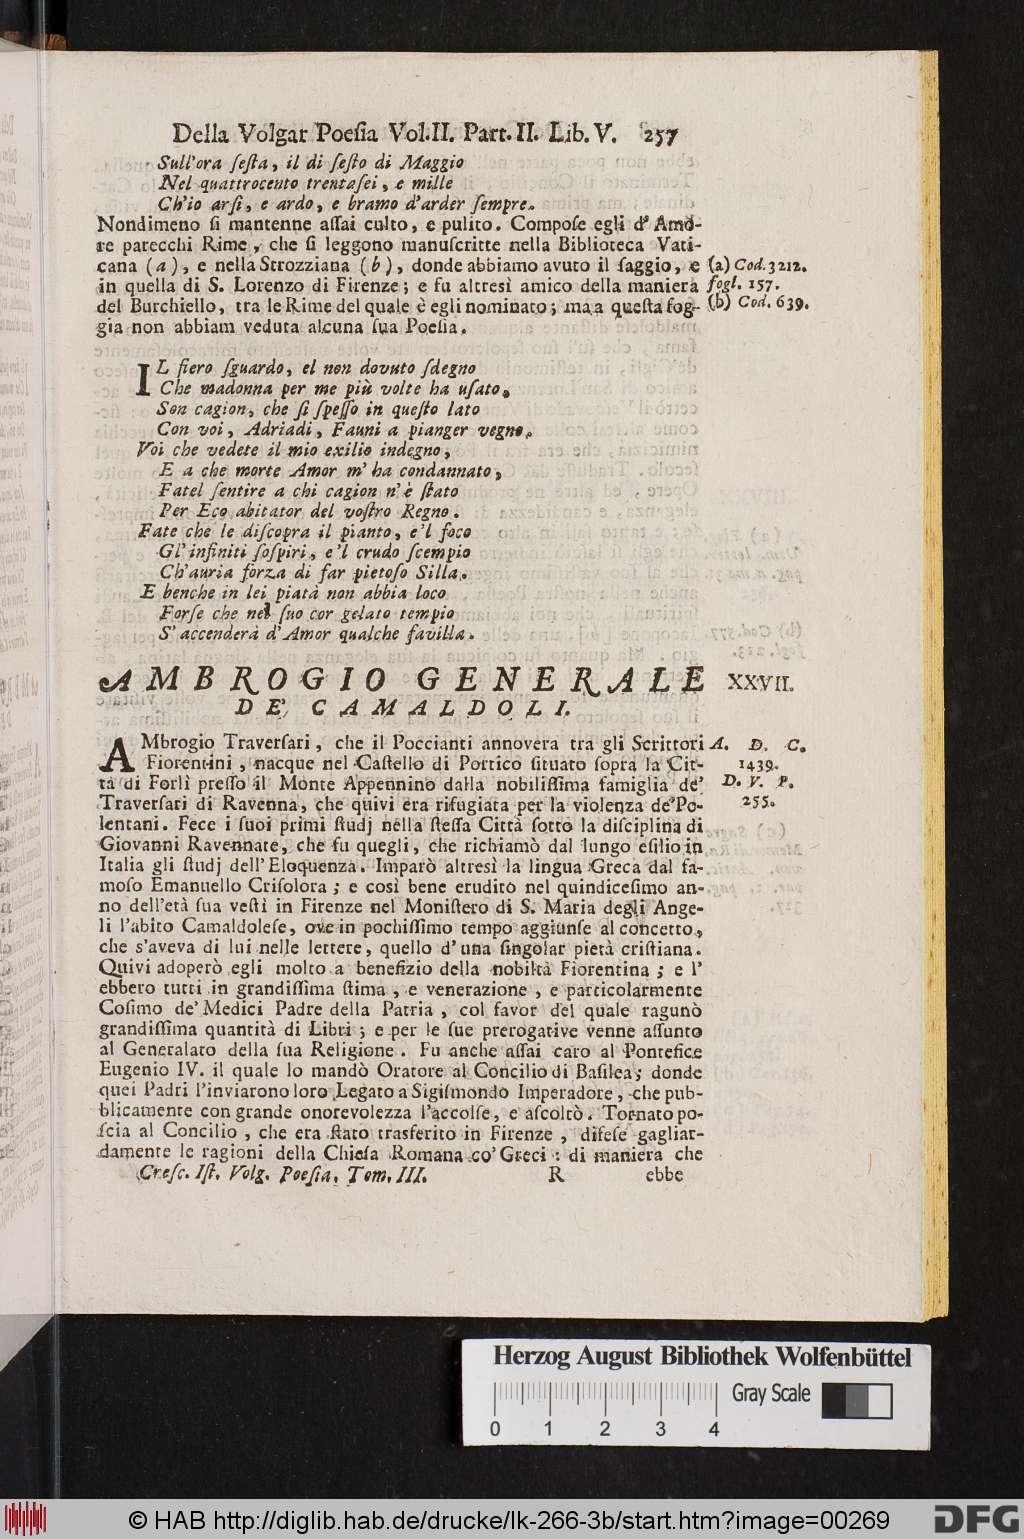 Della Volgar Poeſia Vol.II. Part. II. Lib. V. 257
Sull'ora ſeſta, il di ſeſto di Maggio
Nel quattrocento trentaſei, e mille
Ch'io arſi, e ardo, e bramo d'arder ſempre.
Nondimeno ſi mantenne aſſai culto, e pulito. Compoſe egli d'Amo-
re parecchi Rime, che ſi leggono manuſcritte nella Biblioteca Vati-
cana (a), e nella Strozziana (b), donde abbiamo avuto il ſaggio, e (a) Cod. 3212.
in quella di S. Lorenzo di Firenze; e fu altresì amico della maniera fogl. 157.
del Burchiello, tra le Rime del quale è egli nominato; ma a queſta fog- (b) Cod. 639.
gia non abbiam veduta alcuna ſua Poeſia.
IL fiero ſguardo, el non dovuto ſdegno
Che madonna per me più volte ha uſato,
Son cagion, che ſi ſpeſſo in queſto lato
Con voi, Adriadi, Fauni a pianger vegno.
Voi che vedete il mio exilio indegno,
E a che morte Amor m'ha condannato,
Fatel ſentire a chi cagion n'è ſtato
Per Eco abitator del voſtro Regno.
Fate che le diſcopra il pianto, e'l foco
Gl'infiniti ſoſpiri, e'l crudo ſcempio
Ch'auria forza di far pietoſo Silla.
E benche in lei piatà non abbia loco
Forſe che nel ſuo cor gelato tempio
S'accenderà d'Amor qualche favilla.
AMBROGIO GENERALE XXVII.
DE' CAMALDOLI.
AMbrogio Traverſari, che il Poccianti annovera tra gli Scrittori A. D. C.
Fiorentini, nacque nel Caſtello di Portico ſituato ſopra la Cit- 1439.
tà di Forlì preſſo il Monte Appennino dalla nobiliſſima famiglia de' D. V. P.
Traverſari di Ravenna, che quivi era rifugiata per la violenza de' Po- 255.
lentani. Fece i ſuoi primi ſtudj nella ſteſſa Città ſotto la diſciplina di
Giovanni Ravennate, che fu quegli, che richiamò dal lungo eſilio in
Italia gli ſtudj dell'Eloquenza. Imparò altresì la lingua Greca dal fa-
moſo Emanuello Criſolora; e così bene erudito nel quindiceſimo an-
no dell'età ſua veſtì in Firenze nel Moniſtero di S. Maria degli Ange-
li l'abito Camaldoleſe, ove in pochiſſimo tempo aggiunſe al concetto,
che s'aveva di lui nelle lettere, quello d'una ſingolar pietà criſtiana.
Quivi adoperò egli molto a benefizio della nobiltà Fiorentina; e l'
ebbero tutti in grandiſſima ſtima, e venerazione, e particolarmente
Coſimo de' Medici Padre della Patria, col favor del quale ragunò
grandiſſima quantità di Libri; e per le ſue prerogative venne aſſunto
al Generalato della ſua Religione. Fu anche aſſai caro al Pontefice
Eugenio IV. il quale lo mandò Oratore al Concilio di Baſilea; donde
quei Padri l'inviarono loro Legato a Sigiſmondo Imperadore, che pub-
blicamente con grande onorevolezza l'accolſe, e aſcoltò. Tornato po-
ſcia al Concilio, che era ſtato trasferito in Firenze, difeſe gagliar-
damente le ragioni della Chieſa Romana co' Greci: di maniera che
Creſc. Iſt. Volg. Poeſia. Tom. III. R ebbe
Herzog August Bibliothek Wolfenbüttel
Gray Scale
0 1 2 3 4
© HAB http://diglib.hab.de/drucke/lk-266-3b/start.htm?image=00269
DFG